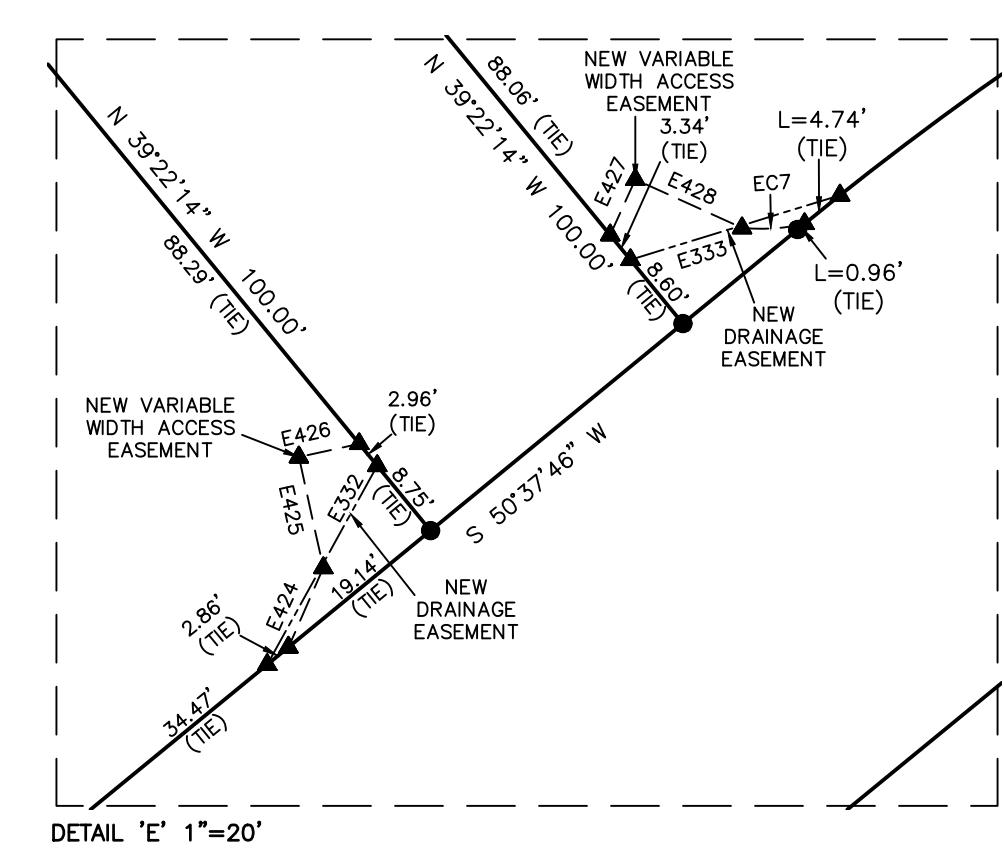 NEW VARIABLE
WIDTH ACCESS
EASEMENT
88.06' (TIE)
N 39°22'14" W 100.00'
3.34'
(TIE)
L=4.74'
(TIE)
E427
E428
EC7
E333
8.60'
(TIE)
L=0.96'
(TIE)
NEW
DRAINAGE
EASEMENT
N 39°22'14" W 100.00'
88.29' (TIE)
NEW VARIABLE
WIDTH ACCESS
EASEMENT
E426
2.96'
(TIE)
E425
E332
8.75'
(TIE)
S 50°37'46" W
E424
19.14'
(TIE)
NEW
DRAINAGE
EASEMENT
2.86'
(TIE)
34.47'
(TIE)
DETAIL 'E' 1"=20'